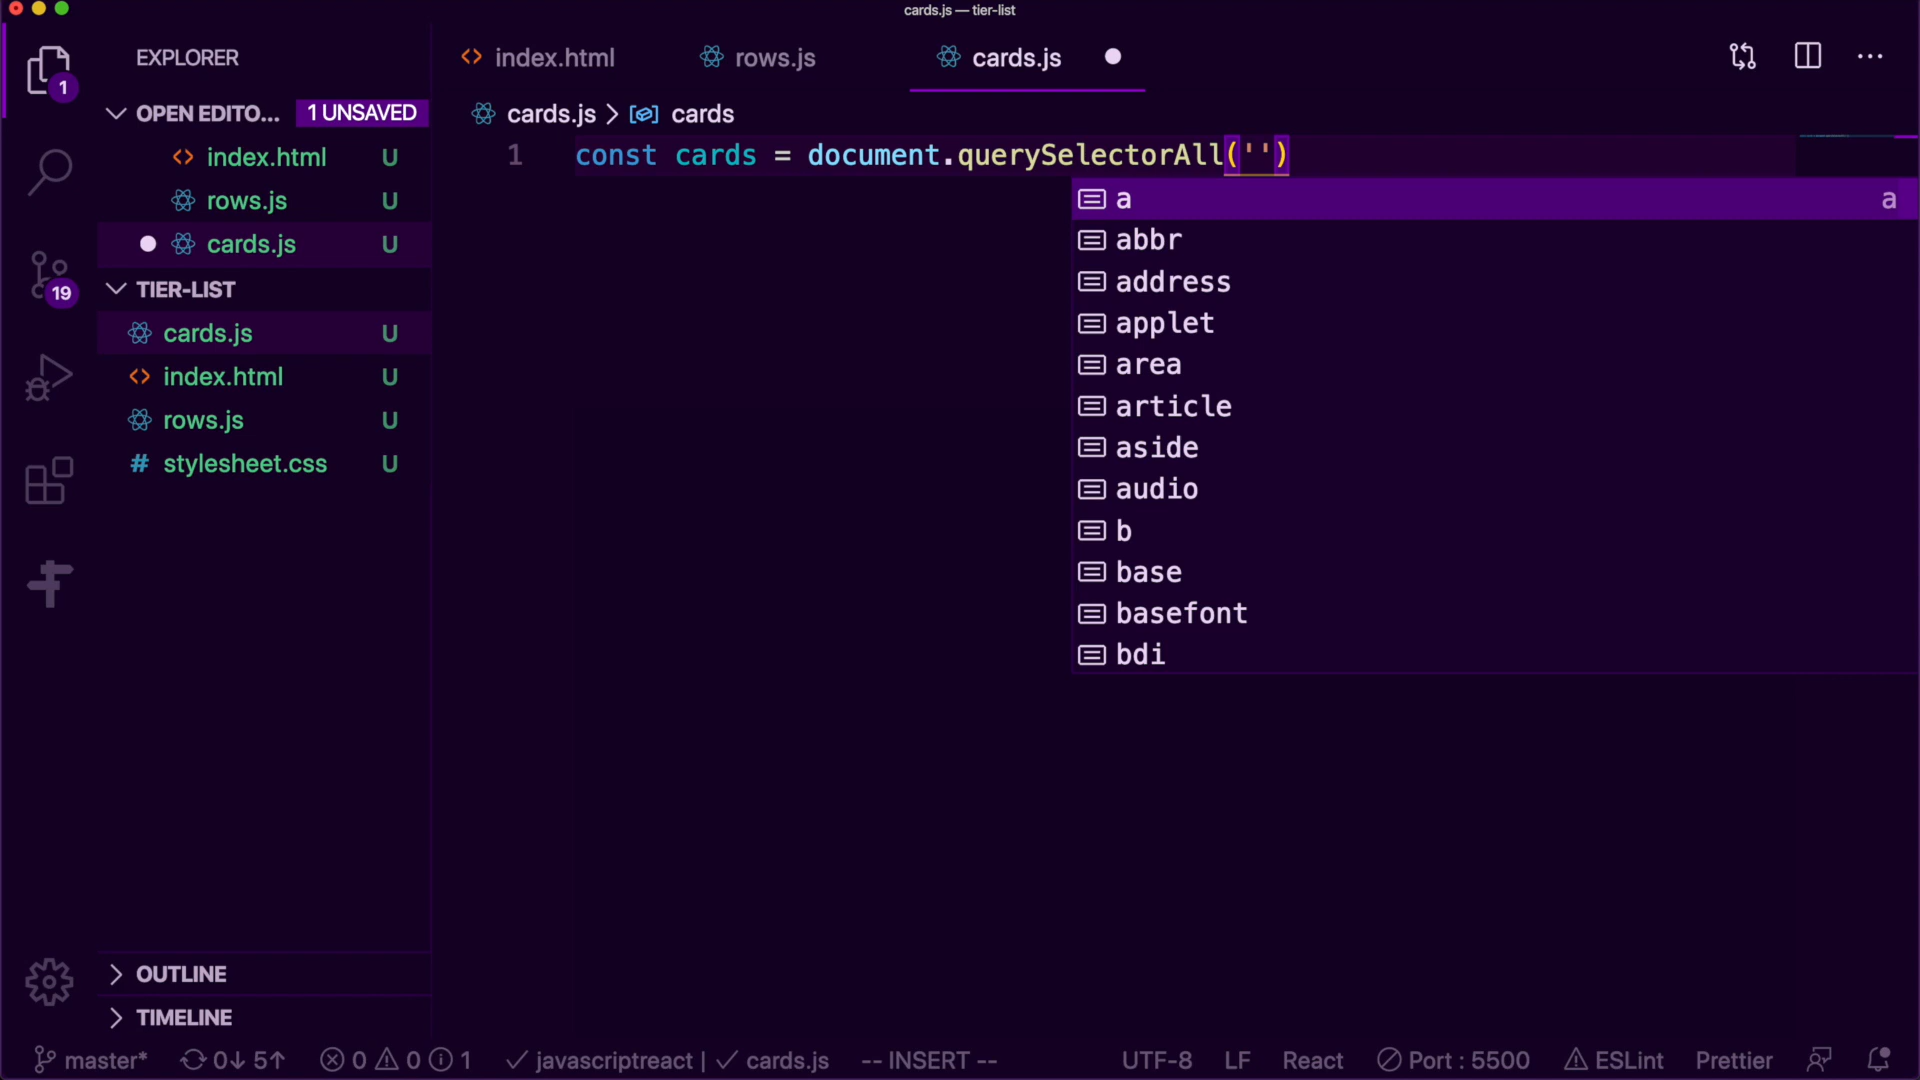 cards.js — tier-list
EXPLORER
1
OPEN EDITO... 1 UNSAVED
index.html U
rows.js U
cards.js U
TIER-LIST
cards.js U
index.html U
rows.js U
stylesheet.css U
19
OUTLINE
TIMELINE
index.html rows.js cards.js
cards.js > cards
1 const cards = document.querySelectorAll('')
a a
abbr
address
applet
area
article
aside
audio
b
base
basefont
bdi
master* 0↓ 5↑ 0 0 1 javascriptreact | cards.js -- INSERT -- UTF-8 LF React Port : 5500 ESLint Prettier